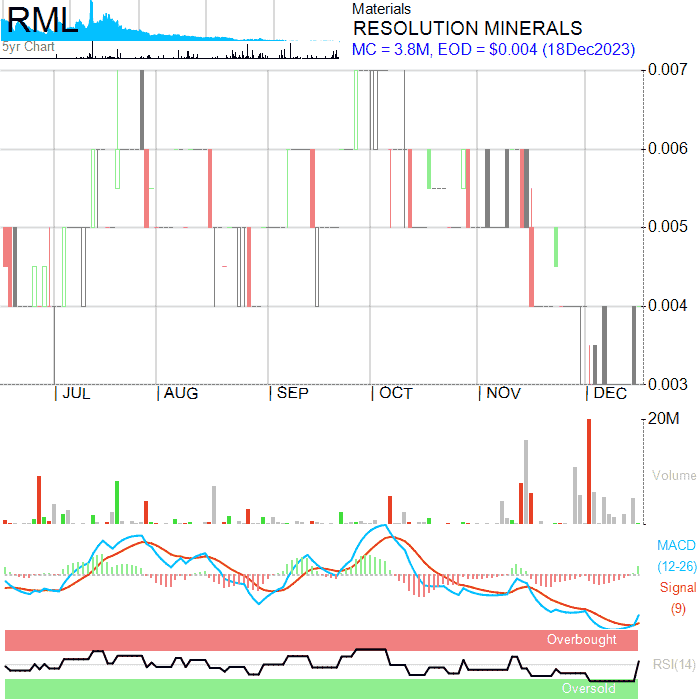 RML
5yr Chart
Materials
RESOLUTION MINERALS
MC = 3.8M, EOD = $0.004 (18Dec2023)
0.007
0.006
0.005
0.004
0.003
JUL AUG SEP OCT NOV DEC
20M
Volume
MACD
(12-26)
Signal
(9)
Overbought
RSI(14)
Oversold